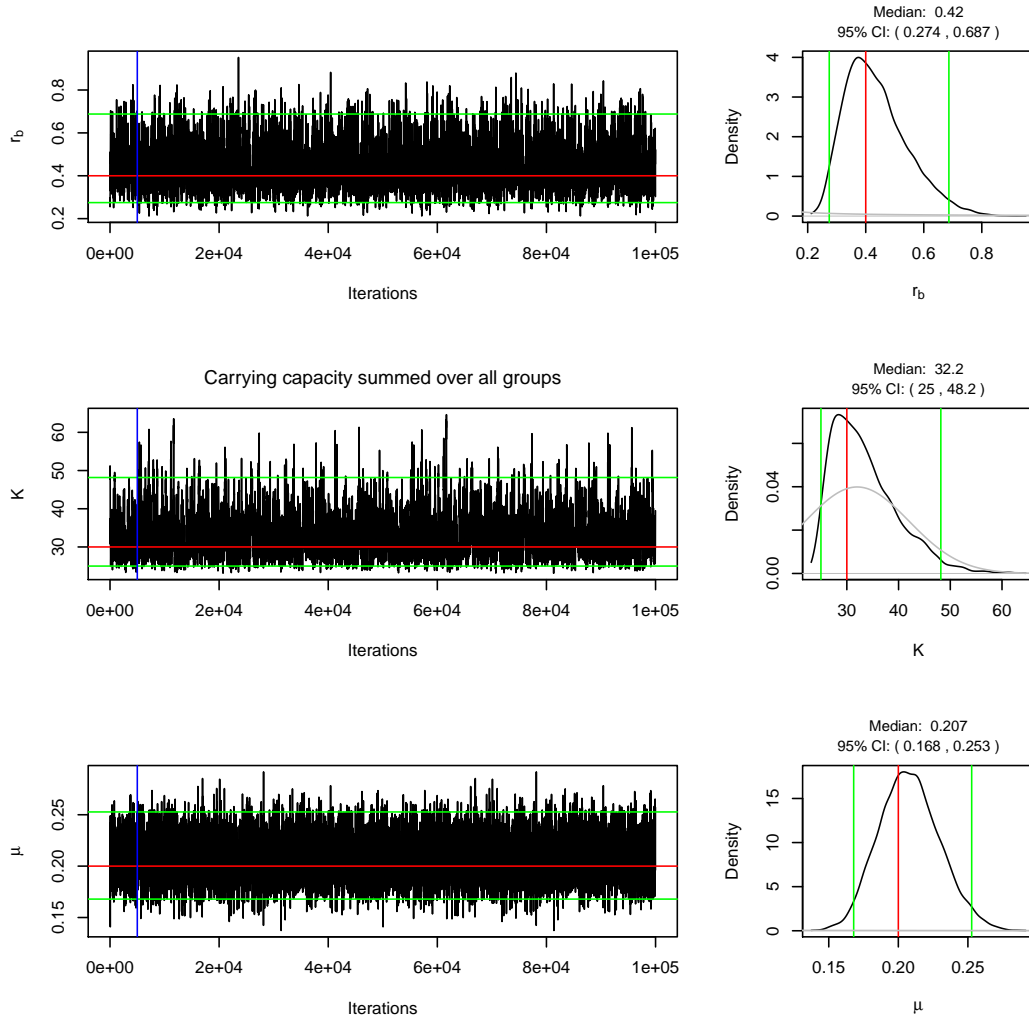 Median: 0.42
95% CI: ( 0.274 , 0.687 )
r_b
0.2 0.4 0.6 0.8
0e+00 2e+04 4e+04 6e+04 8e+04 1e+05
Iterations
Density
0 1 2 3 4
0.2 0.4 0.6 0.8
r_b
Carrying capacity summed over all groups
Median: 32.2
95% CI: ( 25 , 48.2 )
K
30 40 50 60
0e+00 2e+04 4e+04 6e+04 8e+04 1e+05
Iterations
Density
0.00 0.04
30 40 50 60
K
Median: 0.207
95% CI: ( 0.168 , 0.253 )
μ
0.15 0.20 0.25
0e+00 2e+04 4e+04 6e+04 8e+04 1e+05
Iterations
Density
0 5 10 15
0.15 0.20 0.25
μ